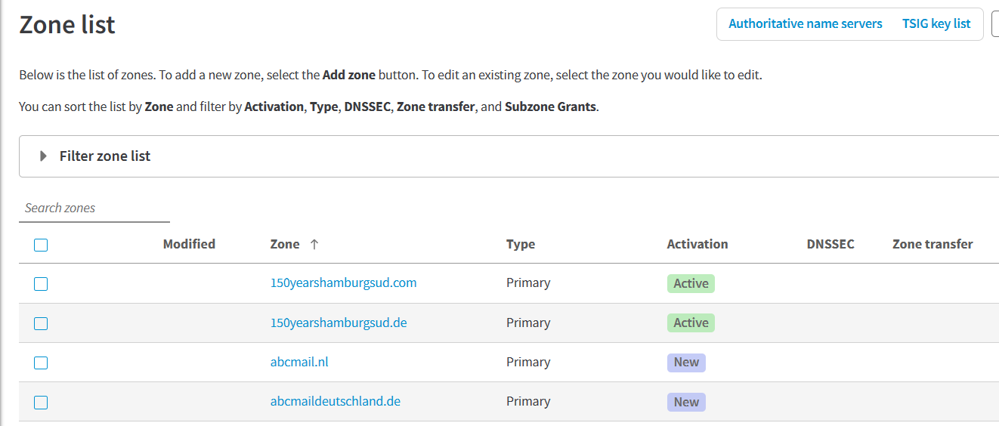 Zone list
Authoritative name servers TSIG key list
Below is the list of zones. To add a new zone, select the Add zone button. To edit an existing zone, select the zone you would like to edit.
You can sort the list by Zone and filter by Activation, Type, DNSSEC, Zone transfer, and Subzone Grants.
Filter zone list
Search zones
Modified Zone ↑ Type Activation DNSSEC Zone transfer
150yearshamburgsud.com Primary Active
150yearshamburgsud.de Primary Active
abcmail.nl Primary New
abcmaildeutschland.de Primary New